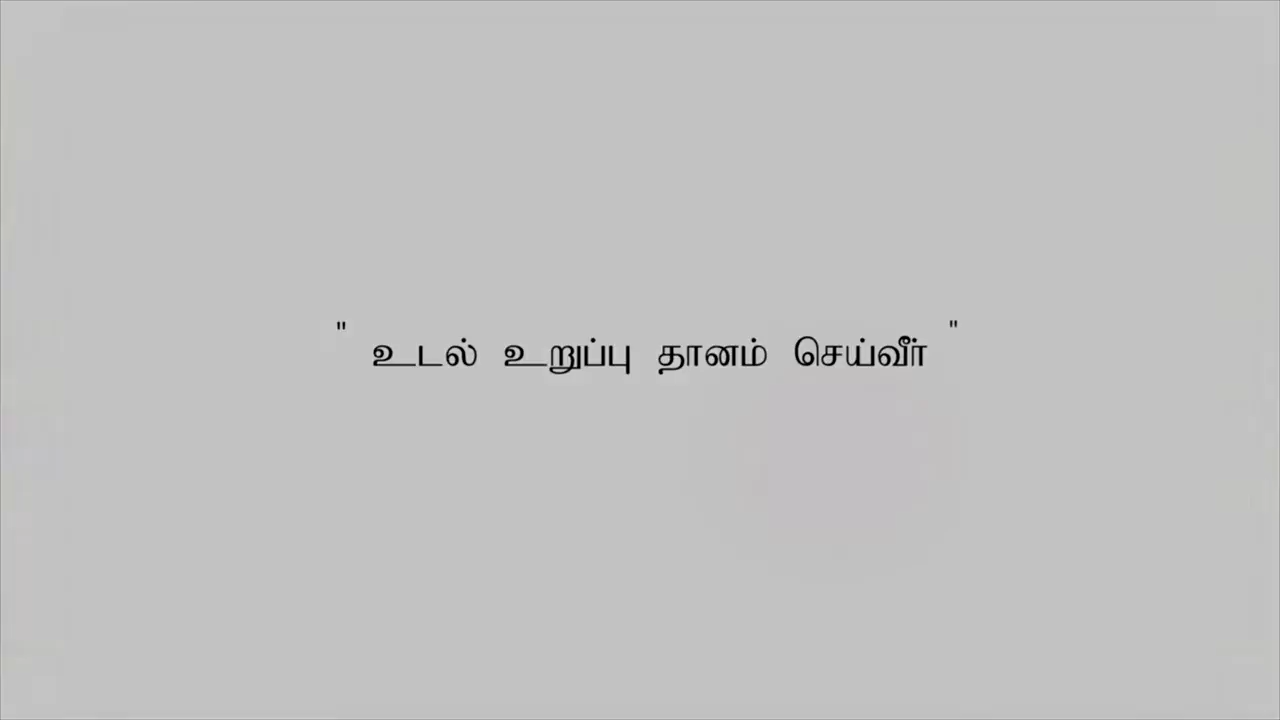 " உடல் உறுப்பு தானம் செய்வீர் "